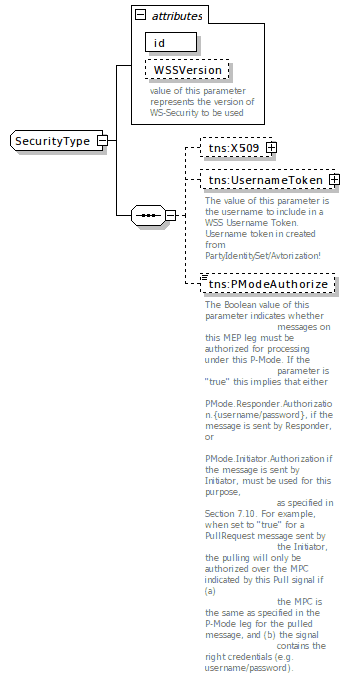 attributes
id
WSSVersion
value of this parameter
represents the version of
WS-Security to be used
SecurityType
tns:X509
tns:UsernameToken
The value of this parameter is
the username to include in a
WSS Username Token.
Username token in created
from
PartyIdentitySet/Avtorization!
tns:PModeAuthorize
The Boolean value of this
parameter indicates whether
messages on
this MEP leg must be
authorized for processing
under this P-Mode. If the
parameter is
"true" this implies that either
PMode.Responder.Authorizatio
n.{username/password}, if the
message is sent by Responder,
or
PMode.Initiator.Authorization if
the message is sent by
Initiator, must be used for this
purpose,
as specified in
Section 7.10. For example,
when set to "true" for a
PullRequest message sent by
the Initiator,
the pulling will only be
authorized over the MPC
indicated by this Pull signal if
(a)
the MPC is
the same as specified in the
P-Mode leg for the pulled
message, and (b) the signal
contains the
right credentials (e.g.
username/password).